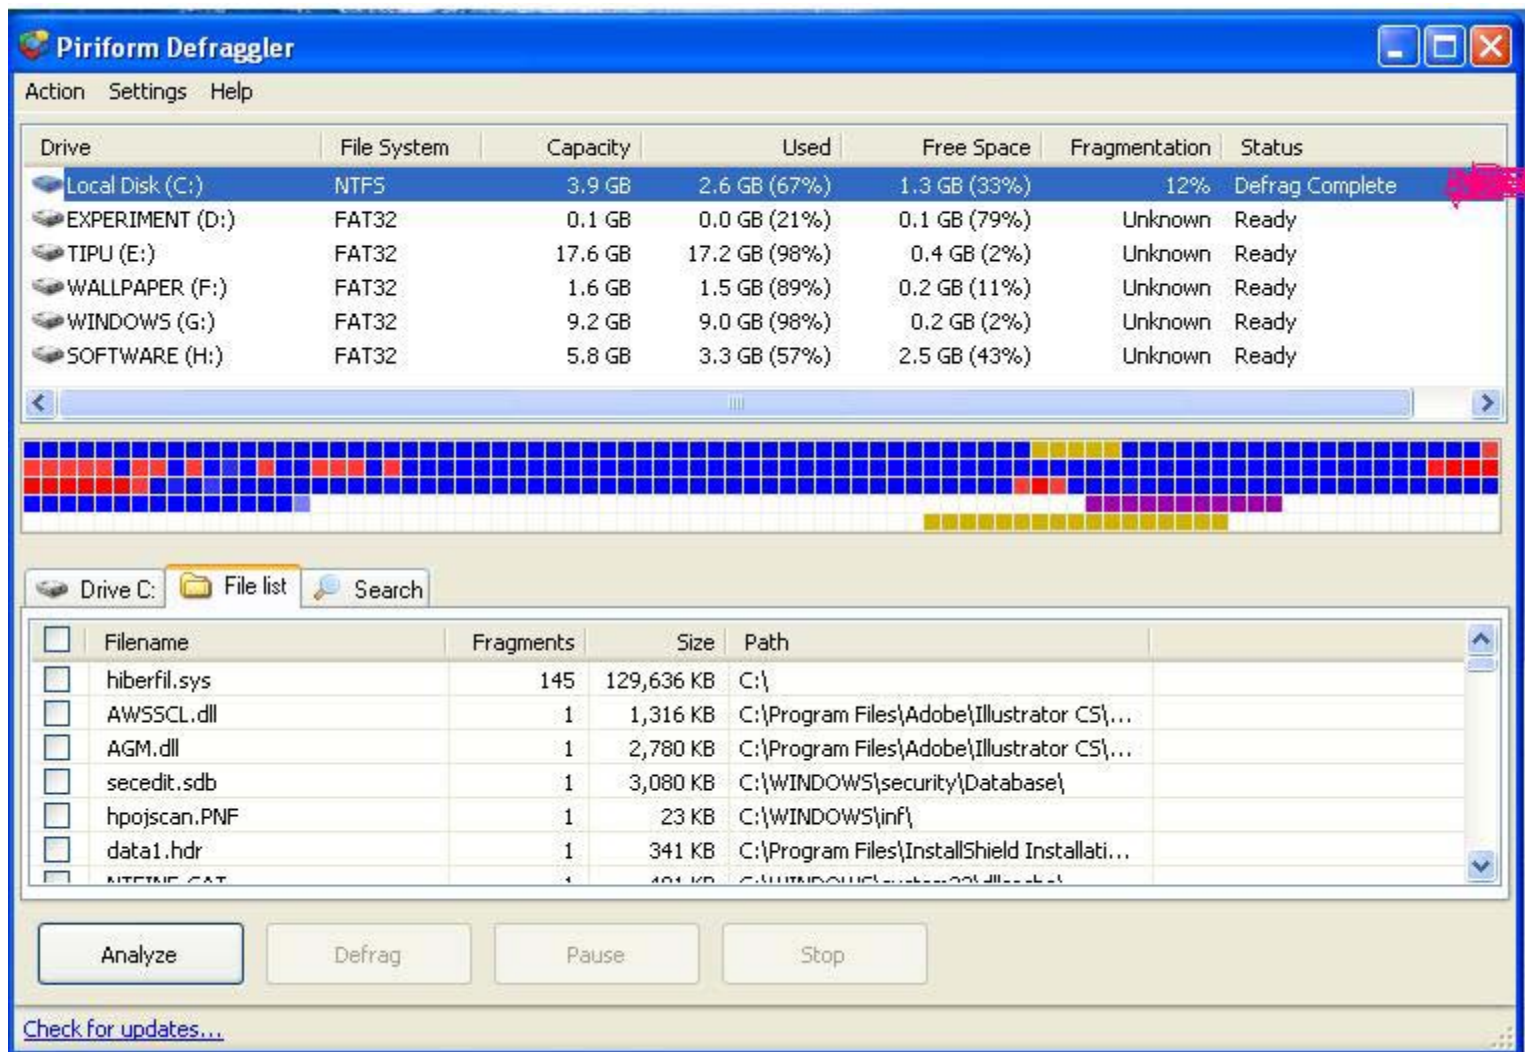 Piriform Defraggler
Action Settings Help
Drive File System Capacity Used Free Space Fragmentation Status
Local Disk (C:) NTFS 3.9 GB 2.6 GB (67%) 1.3 GB (33%) 12% Defrag Complete
EXPERIMENT (D:) FAT32 0.1 GB 0.0 GB (21%) 0.1 GB (79%) Unknown Ready
TIPU (E:) FAT32 17.6 GB 17.2 GB (98%) 0.4 GB (2%) Unknown Ready
WALLPAPER (F:) FAT32 1.6 GB 1.5 GB (89%) 0.2 GB (11%) Unknown Ready
WINDOWS (G:) FAT32 9.2 GB 9.0 GB (98%) 0.2 GB (2%) Unknown Ready
SOFTWARE (H:) FAT32 5.8 GB 3.3 GB (57%) 2.5 GB (43%) Unknown Ready
Drive C: File list Search
Filename Fragments Size Path
hiberfil.sys 145 129,636 KB C:\
AWSSCL.dll 1 1,316 KB C:\Program Files\Adobe\Illustrator CS\...
AGM.dll 1 2,780 KB C:\Program Files\Adobe\Illustrator CS\...
secedit.sdb 1 3,080 KB C:\WINDOWS\security\Database\
hpojscan.PNF 1 23 KB C:\WINDOWS\inf\
data1.hdr 1 341 KB C:\Program Files\InstallShield Installati...
Analyze Defrag Pause Stop
Check for updates...